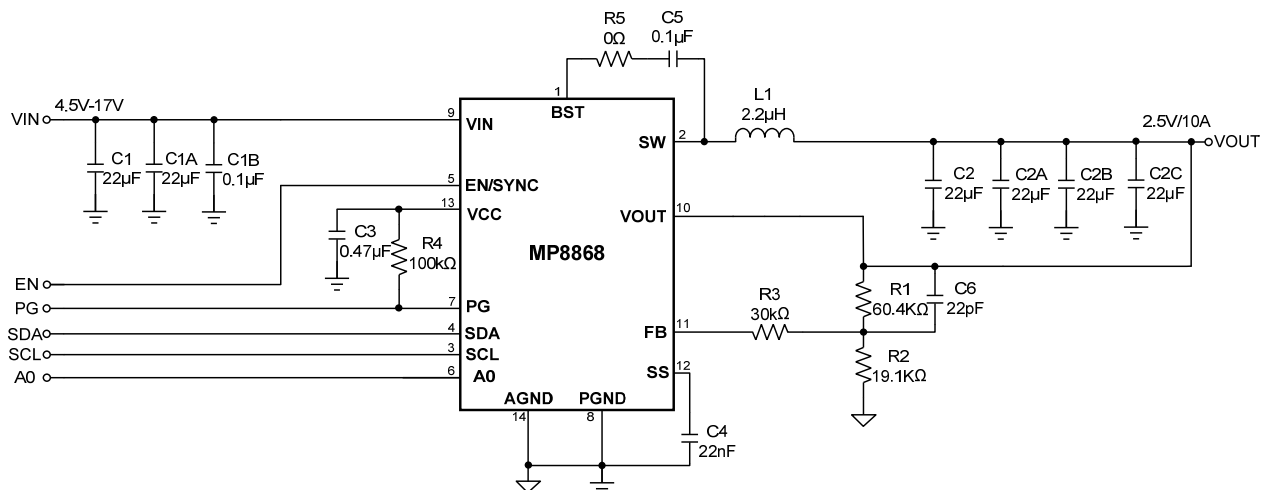 R5
0Ω
C5
0.1µF
1
BST
4.5V-17V
VIN
9
VIN
C1
22µF
C1A
22µF
C1B
0.1µF
SW
2
L1
2.2µH
2.5V/10A
VOUT
C2
22µF
C2A
22µF
C2B
22µF
C2C
22µF
5
EN/SYNC
13
VCC
VOUT
10
C3
0.47µF
R4
100kΩ
MP8868
EN
PG
7
PG
R3
30kΩ
R1
60.4KΩ
C6
22pF
SDA
4
SDA
FB
11
SCL
3
SCL
A0
6
A0
SS
12
R2
19.1KΩ
AGND
PGND
14
8
C4
22nF